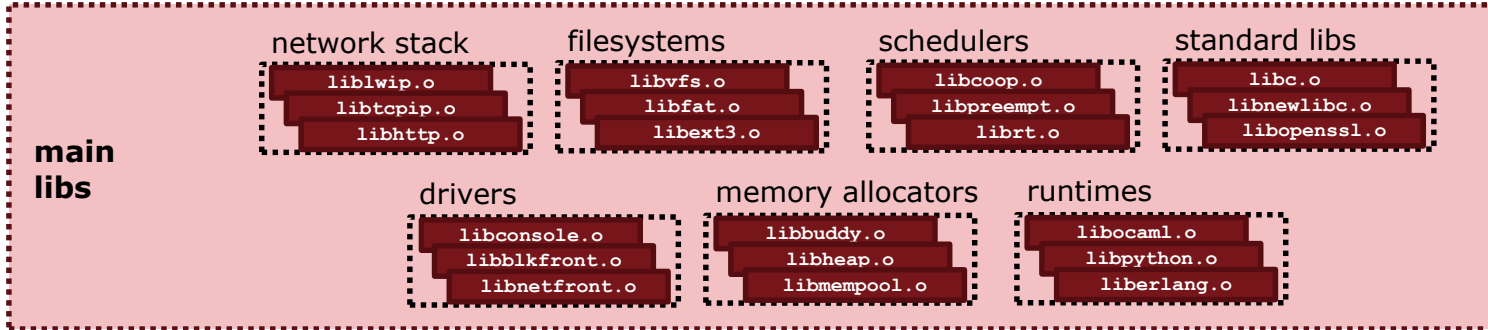 network stack
liblwip.o
libtcpip.o
libhttp.o
filesystems
libvfs.o
libfat.o
libext3.o
schedulers
libcoop.o
libpreempt.o
librt.o
standard libs
libc.o
libnewlibc.o
libopenssl.o
main
libs
drivers
libconsole.o
libblkfront.o
libnetfront.o
memory allocators
libbuddy.o
libheap.o
libmempool.o
runtimes
libocaml.o
libpython.o
liberlang.o